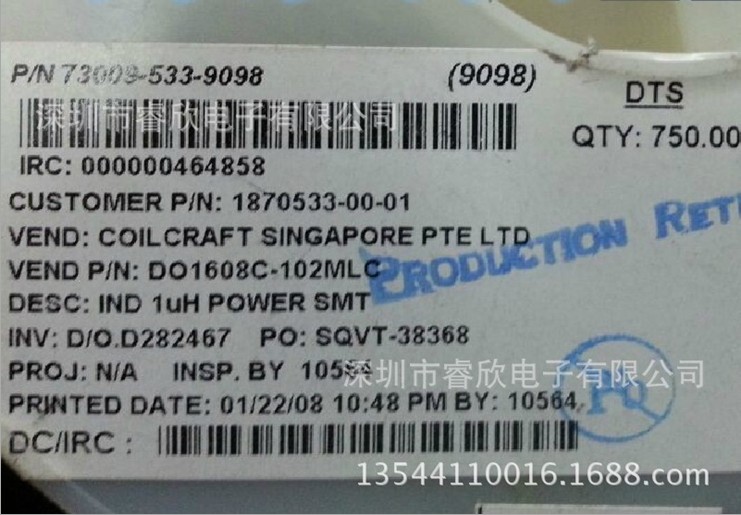 P/N 73009-533-9098 (9098)
DTS
深圳市睿欣电子有限公司
QTY: 750.00
IRC: 000000464858
CUSTOMER P/N: 1870533-00-01
VEND: COILCRAFT SINGAPORE PTE LTD
VEND P/N: DO1608C-102MLC
PRODUCTION RETU
DESC: IND 1uH POWER SMT
INV: D/O.D282467 PO: SQVT-38368
PROJ: N/A INSP. BY 10564
深圳市睿欣电子有限公司
Pb
PRINTED DATE: 01/22/08 10:48 PM BY: 10564
DC/IRC :
13544110016.1688.com